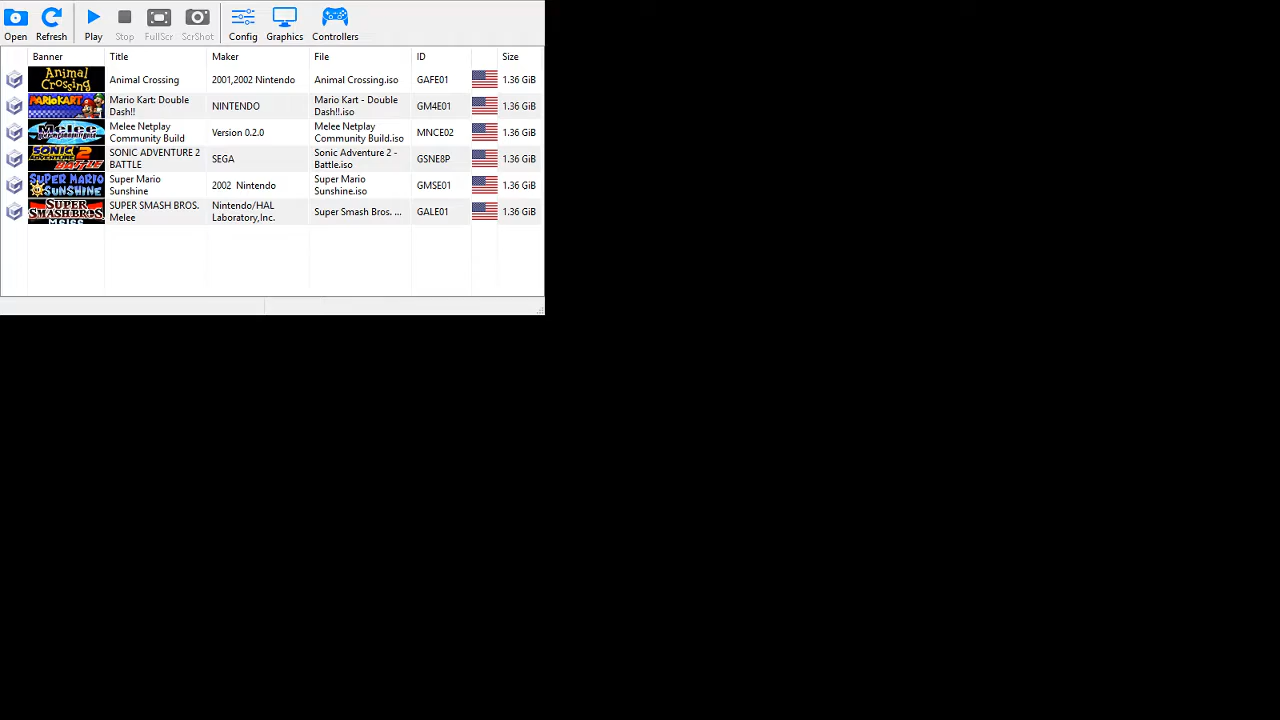 Open Refresh Play Stop FullScr ScrShot Config Graphics Controllers
Banner Title Maker File ID Size
Animal Crossing Animal Crossing 2001,2002 Nintendo Animal Crossing.iso GAFE01 1.36 GiB
MARIOKART Mario Kart: Double Dash!! NINTENDO Mario Kart - Double Dash!!.iso GM4E01 1.36 GiB
Melee Melee Netplay Community Build Version 0.2.0 Melee Netplay Community Build.iso MNCE02 1.36 GiB
SONIC ADVENTURE 2 BATTLE SONIC ADVENTURE 2 BATTLE SEGA Sonic Adventure 2 - Battle.iso GSNE8P 1.36 GiB
SUPER MARIO SUNSHINE Super Mario Sunshine 2002 Nintendo Super Mario Sunshine.iso GMSE01 1.36 GiB
SUPER SMASH BROS. SUPER SMASH BROS. Melee Nintendo/HAL Laboratory,Inc. Super Smash Bros. ... GALE01 1.36 GiB